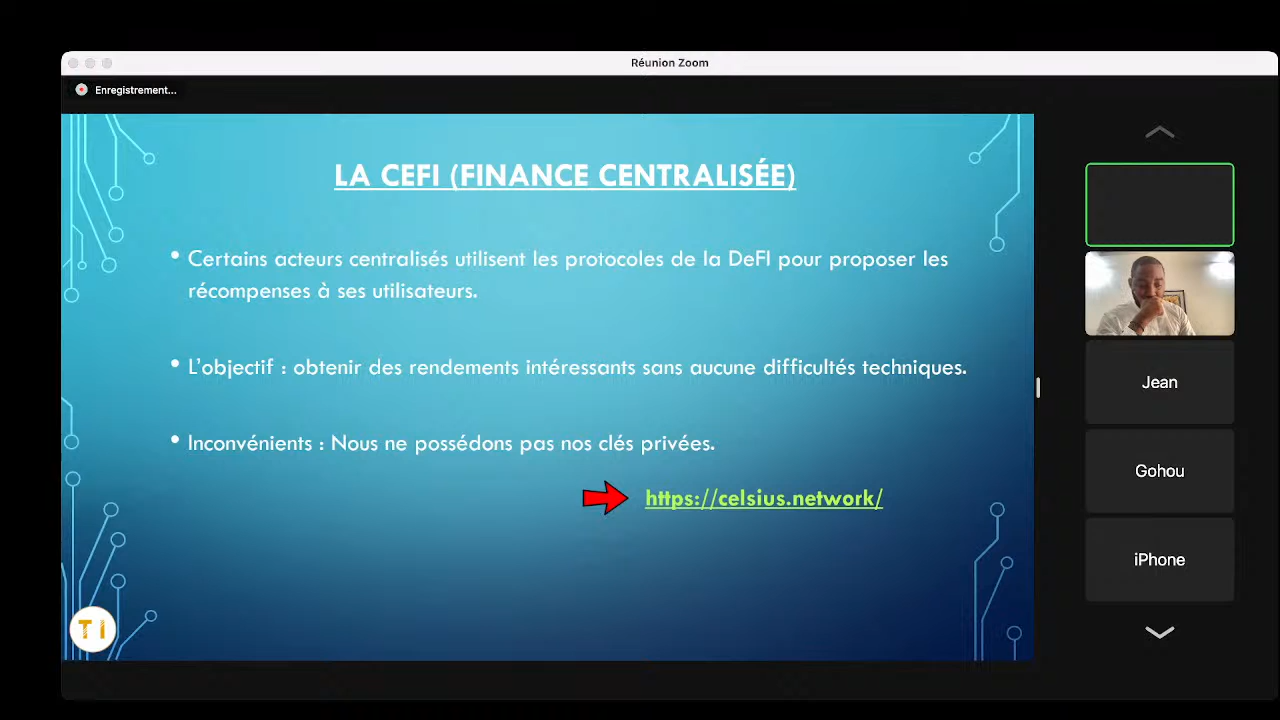 Réunion Zoom
Enregistrement...
LA CEFI (FINANCE CENTRALISÉE)
• Certains acteurs centralisés utilisent les protocoles de la DeFI pour proposer les
récompenses à ses utilisateurs.
• L’objectif : obtenir des rendements intéressants sans aucune difficultés techniques.
• Inconvénients : Nous ne possédons pas nos clés privées.
https://celsius.network/
TI
Jean
Gohou
iPhone